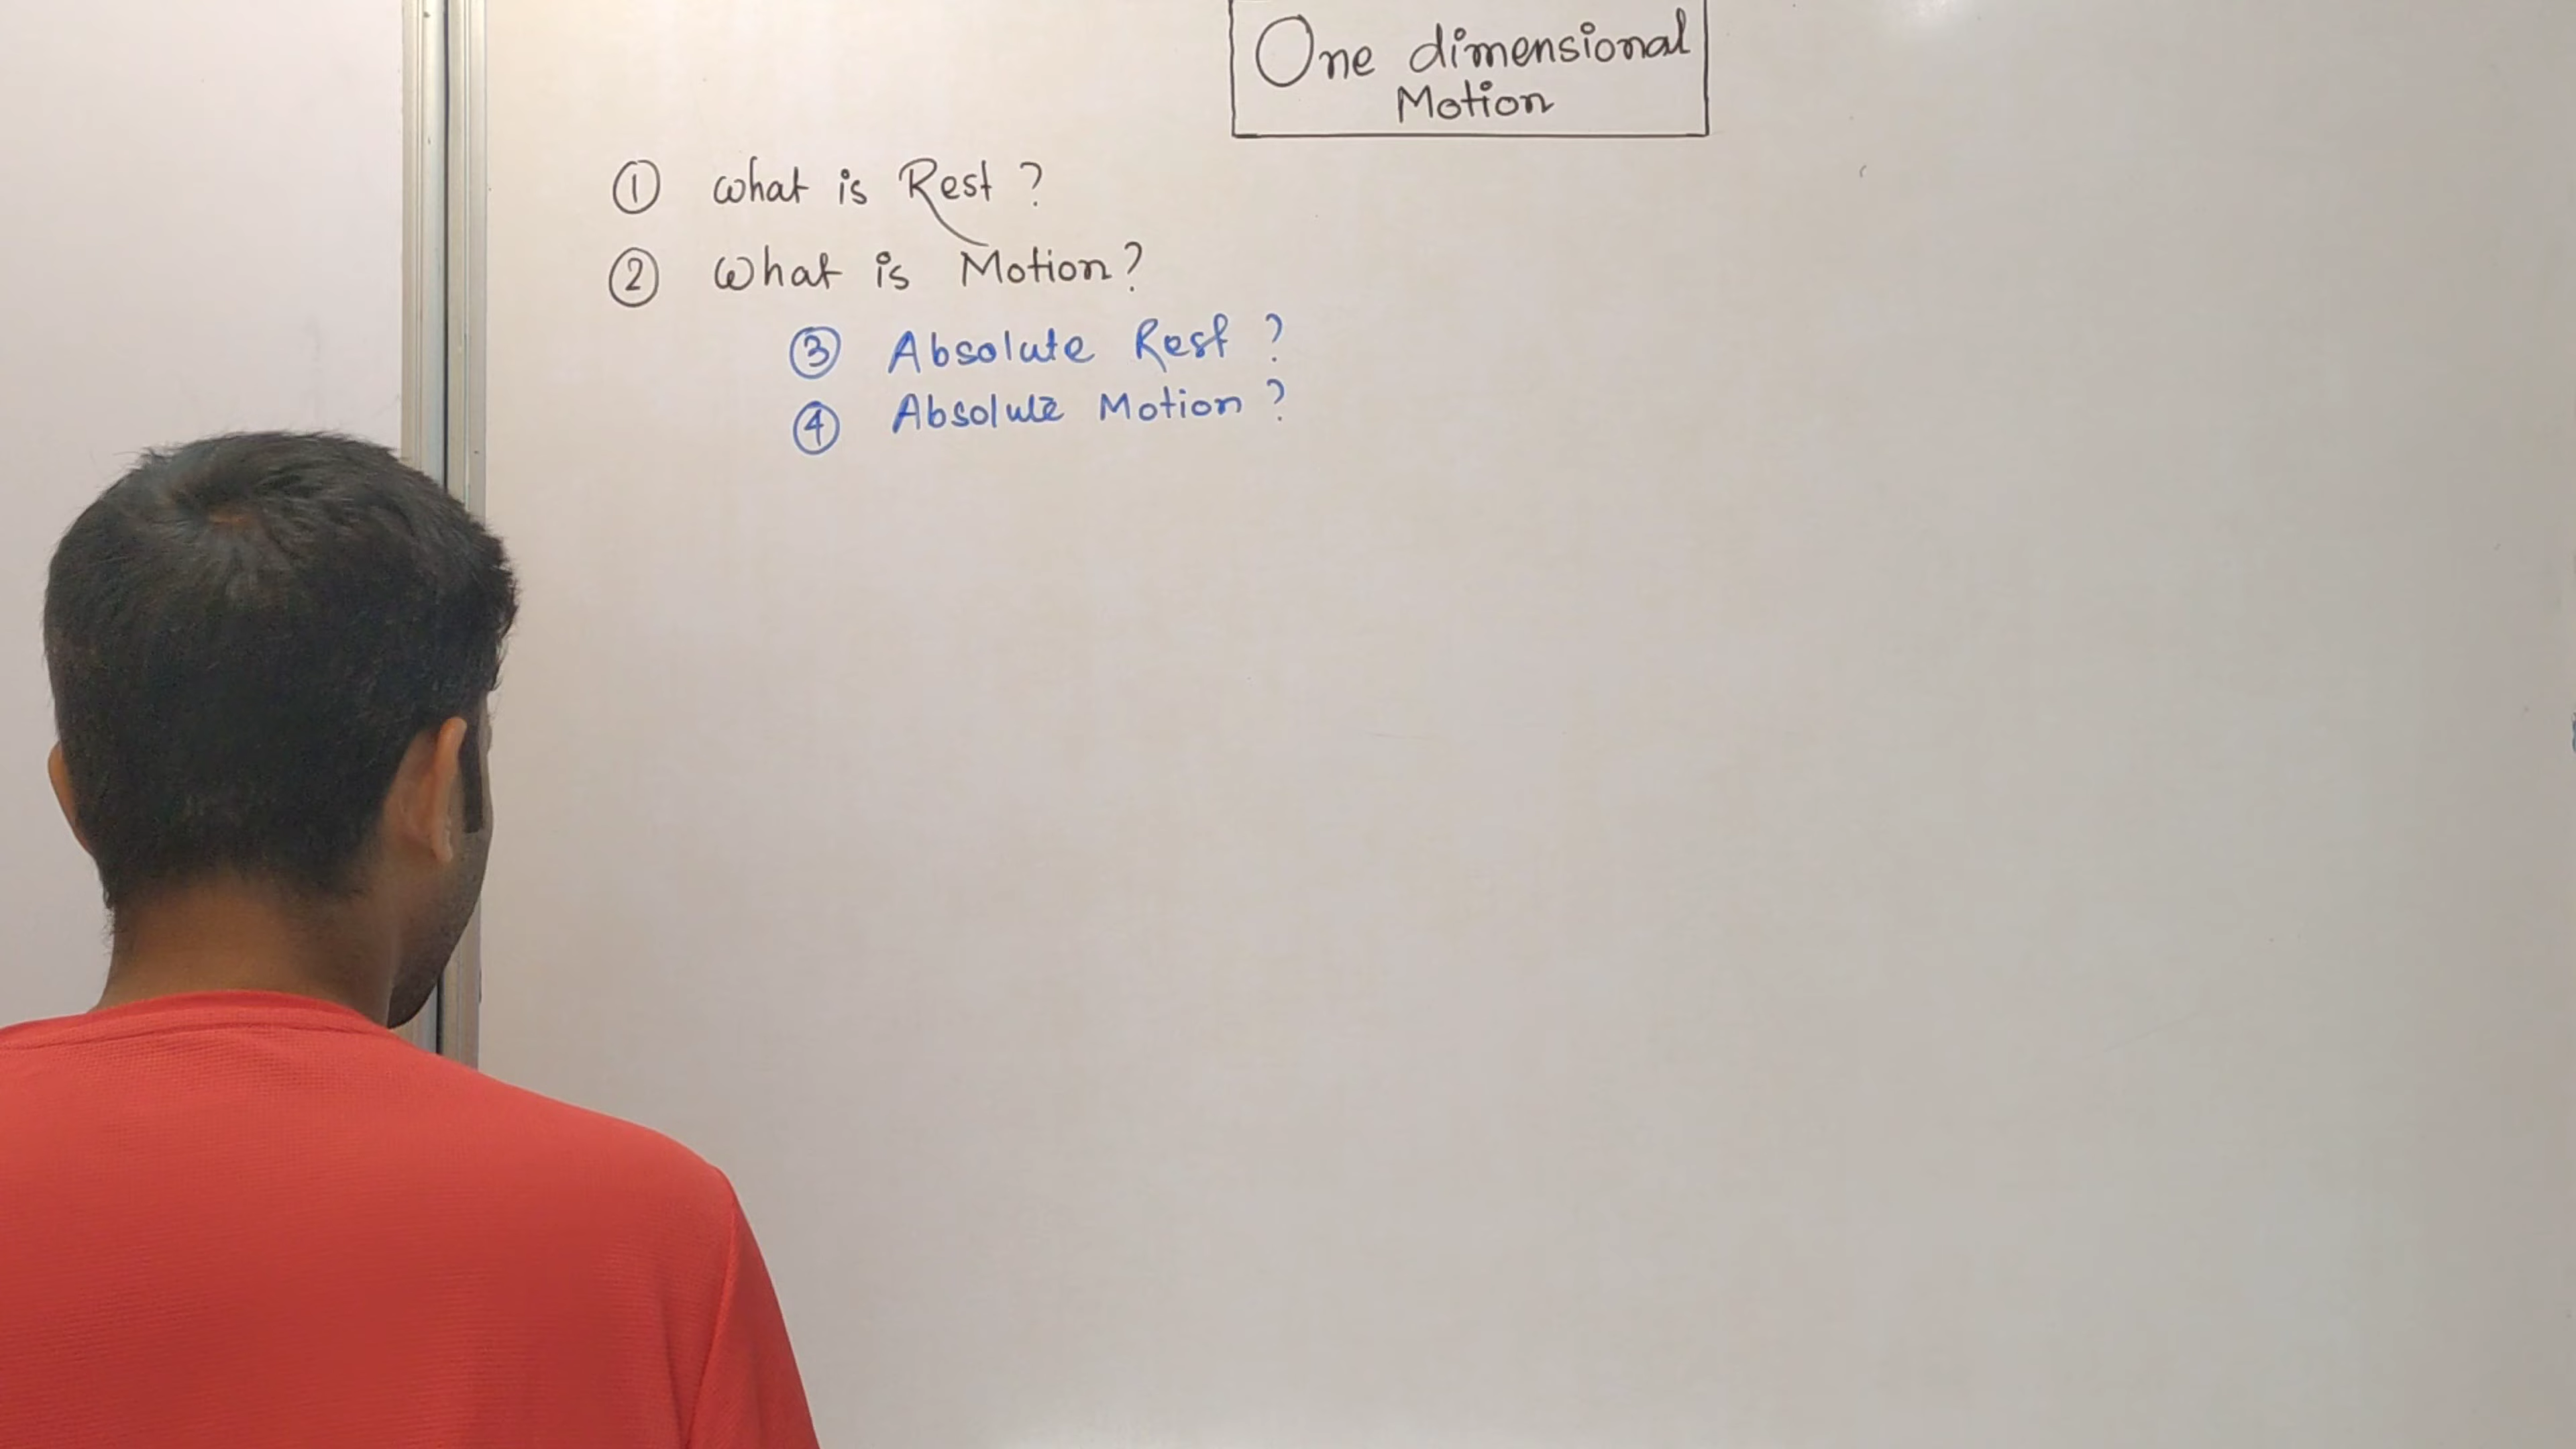 One dimensional
Motion
① what is Rest ?
② What is Motion?
③ Absolute Rest ?
④ Absolute Motion ?